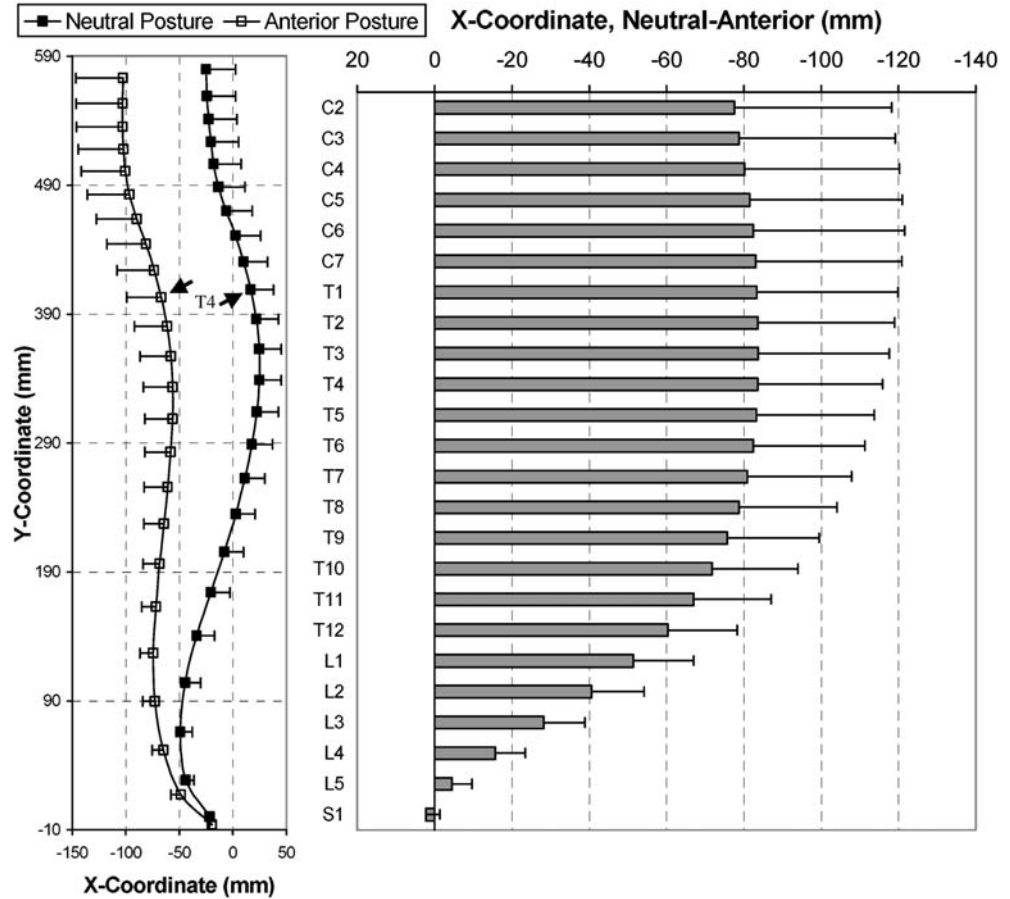 Neutral Posture Anterior Posture
X-Coordinate, Neutral-Anterior (mm)
20 0 -20 -40 -60 -80 -100 -120 -140
590
490
390
290
190
90
-10
Y-Coordinate (mm)
T4
-150 -100 -50 0 50
X-Coordinate (mm)
C2
C3
C4
C5
C6
C7
T1
T2
T3
T4
T5
T6
T7
T8
T9
T10
T11
T12
L1
L2
L3
L4
L5
S1